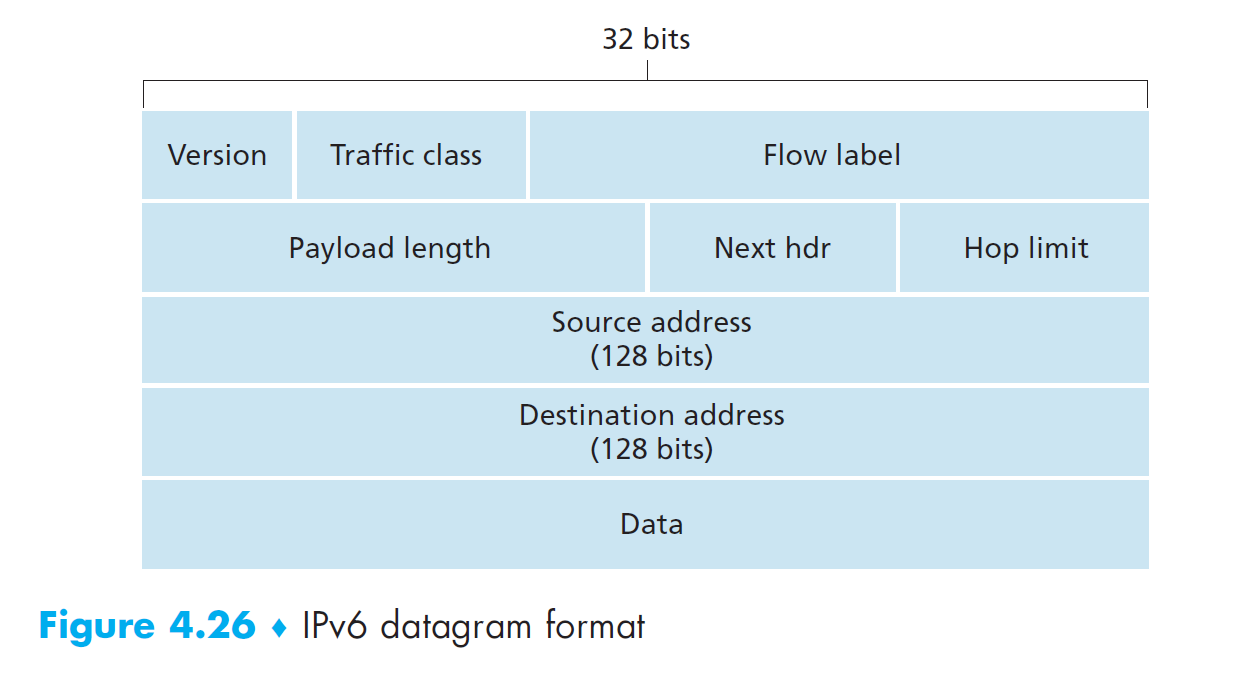 32 bits
Version Traffic class Flow label
Payload length Next hdr Hop limit
Source address
(128 bits)
Destination address
(128 bits)
Data
Figure 4.26 ♦ IPv6 datagram format